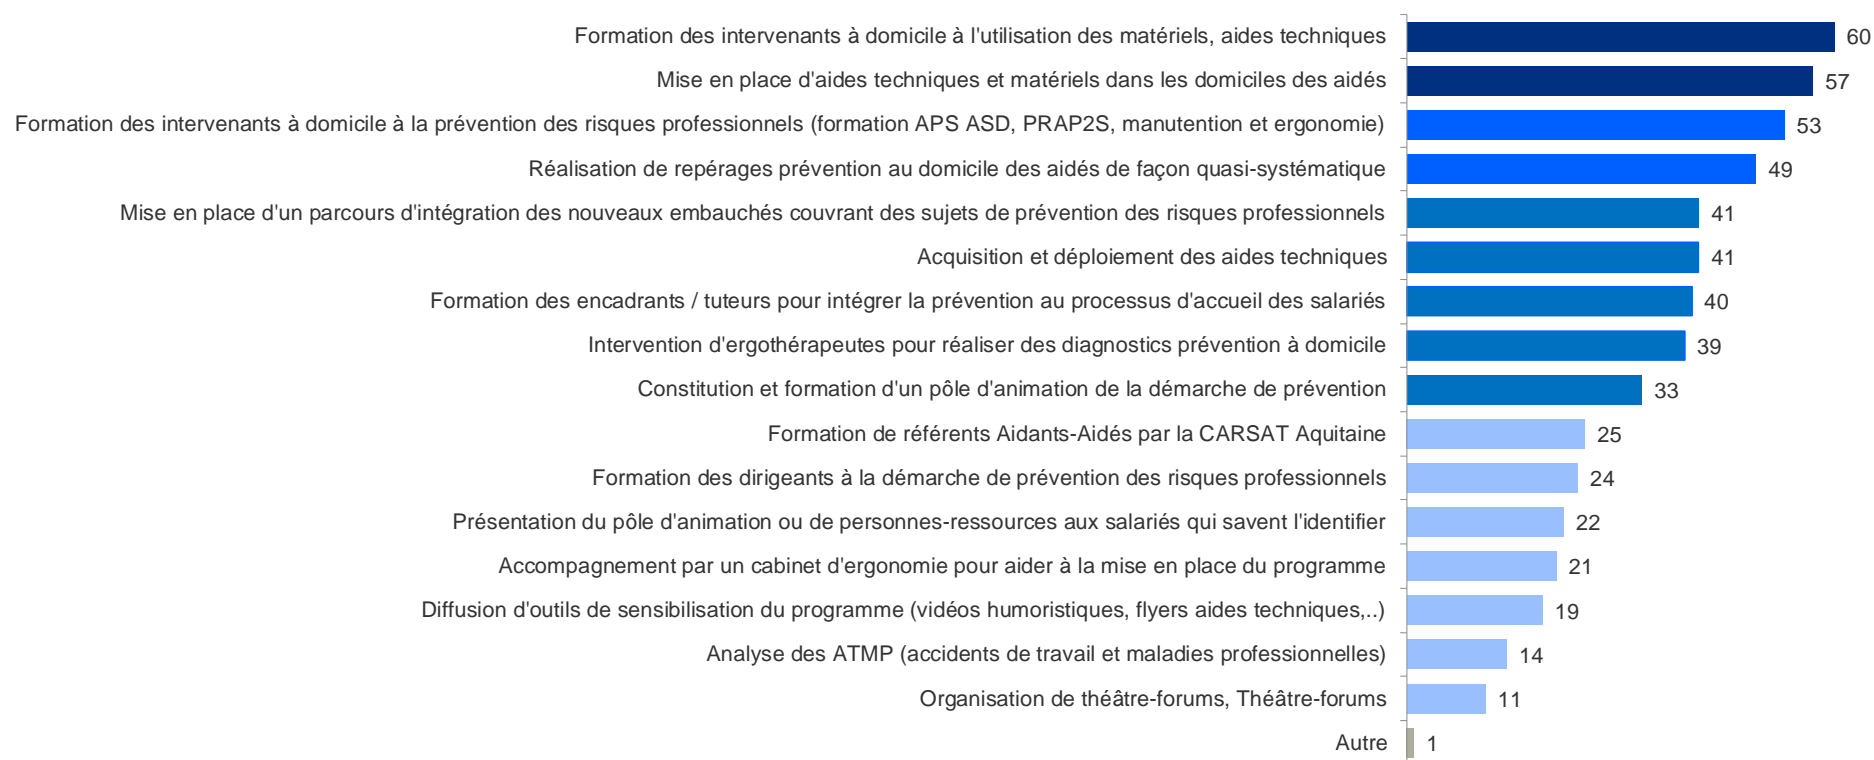 Formation des intervenants à domicile à l'utilisation des matériels, aides techniques 60
Mise en place d'aides techniques et matériels dans les domiciles des aidés 57
Formation des intervenants à domicile à la prévention des risques professionnels (formation APS ASD, PRAP2S, manutention et ergonomie) 53
Réalisation de repérages prévention au domicile des aidés de façon quasi-systématique 49
Mise en place d'un parcours d'intégration des nouveaux embauchés couvrant des sujets de prévention des risques professionnels 41
Acquisition et déploiement des aides techniques 41
Formation des encadrants / tuteurs pour intégrer la prévention au processus d'accueil des salariés 40
Intervention d'ergothérapeutes pour réaliser des diagnostics prévention à domicile 39
Constitution et formation d'un pôle d'animation de la démarche de prévention 33
Formation de référents Aidants-Aidés par la CARSAT Aquitaine 25
Formation des dirigeants à la démarche de prévention des risques professionnels 24
Présentation du pôle d'animation ou de personnes-ressources aux salariés qui savent l'identifier 22
Accompagnement par un cabinet d'ergonomie pour aider à la mise en place du programme 21
Diffusion d'outils de sensibilisation du programme (vidéos humoristiques, flyers aides techniques,..) 19
Analyse des ATMP (accidents de travail et maladies professionnelles) 14
Organisation de théâtre-forums, Théâtre-forums 11
Autre 1